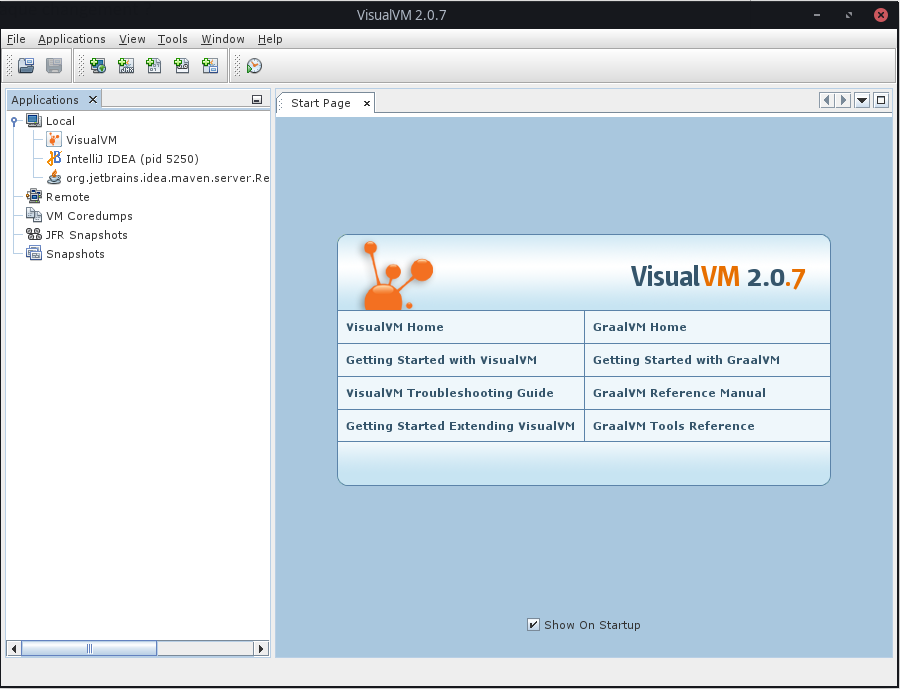 VisualVM 2.0.7
File Applications View Tools Window Help
Applications
Start Page
Local
VisualVM
IntelliJ IDEA (pid 5250)
org.jetbrains.idea.maven.server.Re
Remote
VM Coredumps
JFR Snapshots
Snapshots
VisualVM 2.0.7
VisualVM Home
GraalVM Home
Getting Started with VisualVM
Getting Started with GraalVM
VisualVM Troubleshooting Guide
GraalVM Reference Manual
Getting Started Extending VisualVM
GraalVM Tools Reference
Show On Startup